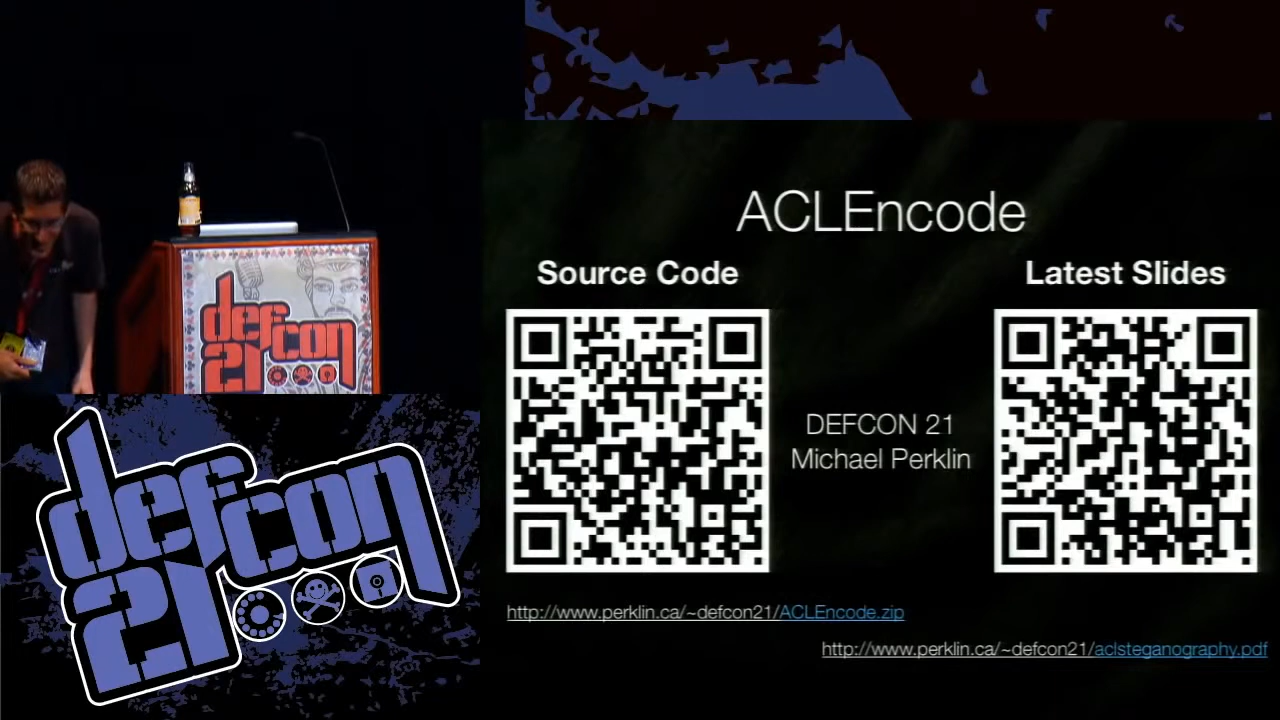 ACLEncode
Source Code
Latest Slides
DEFCON 21
Michael Perklin
http://www.perklin.ca/~defcon21/ACLEncode.zip
http://www.perklin.ca/~defcon21/aclsteganography.pdf
defcon
21
defcon
21